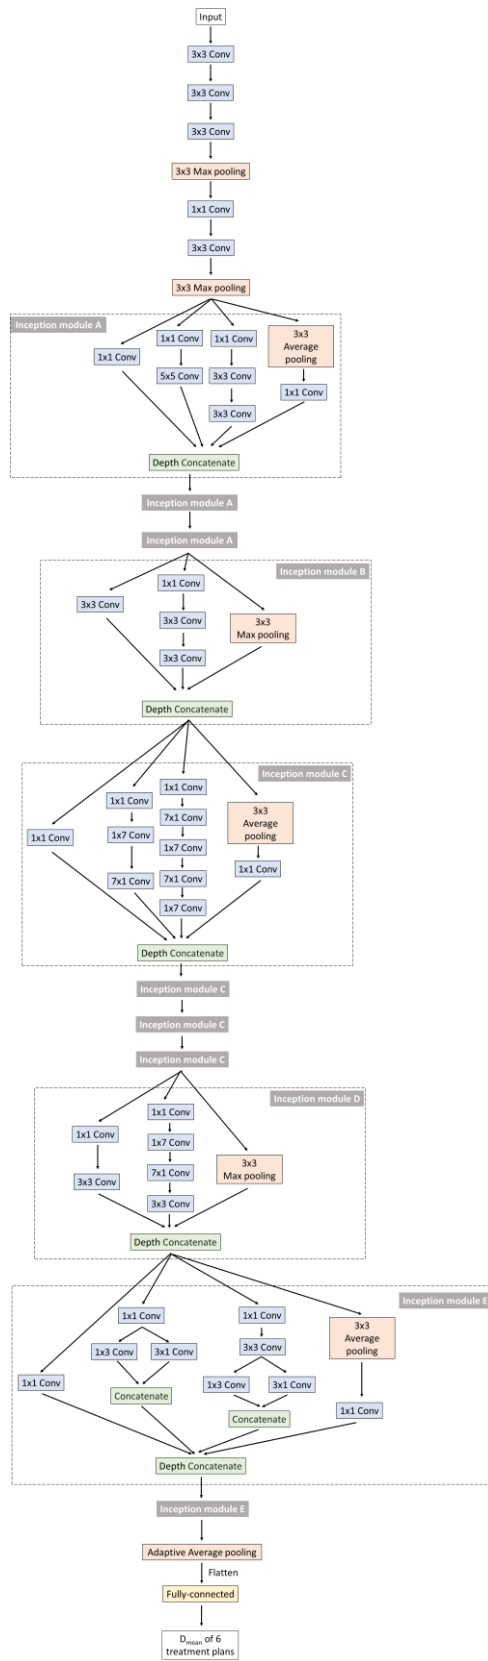 Input
3x3 Conv
3x3 Conv
3x3 Conv
3x3 Max pooling
1x1 Conv
3x3 Conv
3x3 Max pooling
Inception module A
1x1 Conv
1x1 Conv
5x5 Conv
1x1 Conv
3x3 Conv
3x3 Conv
3x3
Average
pooling
1x1 Conv
Depth Concatenate
Inception module A
Inception module A
Inception module B
3x3 Conv
1x1 Conv
3x3 Conv
3x3 Conv
3x3
Max pooling
Depth Concatenate
Inception module C
1x1 Conv
1x1 Conv
1x7 Conv
7x1 Conv
1x1 Conv
7x1 Conv
1x7 Conv
7x1 Conv
1x7 Conv
3x3
Average
pooling
1x1 Conv
Depth Concatenate
Inception module C
Inception module C
Inception module C
Inception module D
1x1 Conv
3x3 Conv
1x1 Conv
1x7 Conv
7x1 Conv
3x3 Conv
3x3
Max pooling
Depth Concatenate
Inception module E
1x1 Conv
1x1 Conv
1x3 Conv
3x1 Conv
Concatenate
1x1 Conv
3x3 Conv
1x3 Conv
3x1 Conv
Concatenate
3x3
Average
pooling
1x1 Conv
Depth Concatenate
Inception module E
Adaptive Average pooling
Flatten
Fully-connected
Dmean of 6
treatment plans